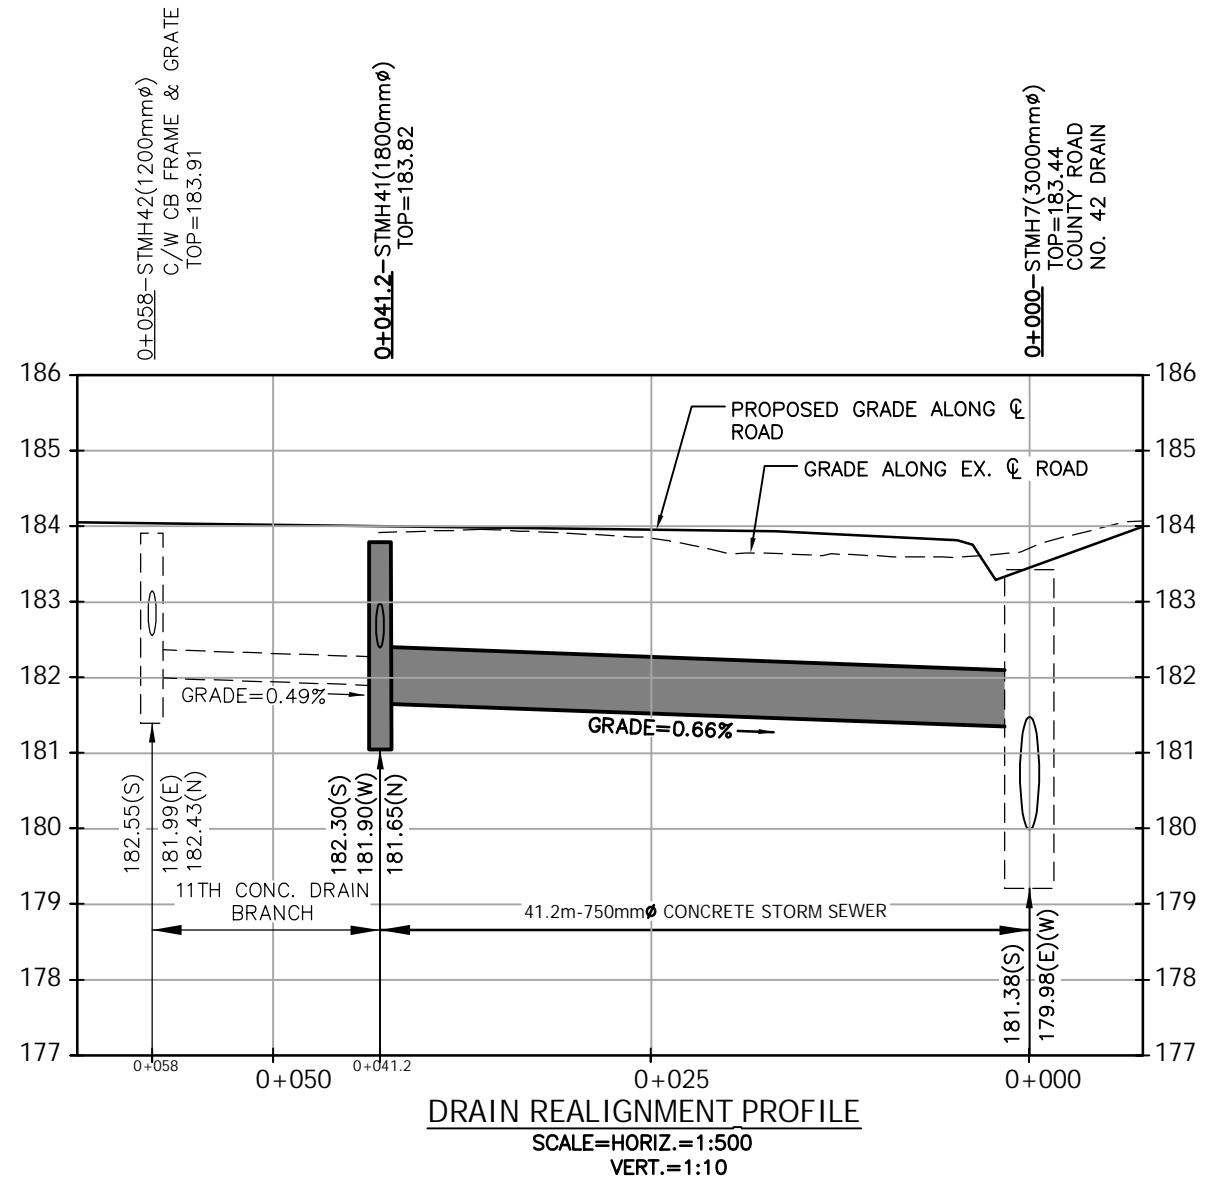 0+058-STMH42(1200mmø)
C/W CB FRAME & GRATE
TOP=183.91
0+041.2-STMH41(1800mmø)
TOP=183.82
0+000-STMH7(3000mmø)
TOP=183.44
COUNTY ROAD
NO. 42 DRAIN
186
186
PROPOSED GRADE ALONG ℄
ROAD
185
185
GRADE ALONG EX. ℄ ROAD
184
184
183
183
182
182
GRADE=0.49%
GRADE=0.66%
181
181
182.55(S)
181.99(E)
182.43(N)
182.30(S)
181.90(W)
181.65(N)
180
180
11TH CONC. DRAIN
BRANCH
179
179
41.2m-750mmø CONCRETE STORM SEWER
181.38(S)
179.98(E)(W)
178
178
177
177
0+058
0+041.2
0+050
0+025
0+000
DRAIN REALIGNMENT PROFILE
SCALE=HORIZ.=1:500
VERT.=1:10